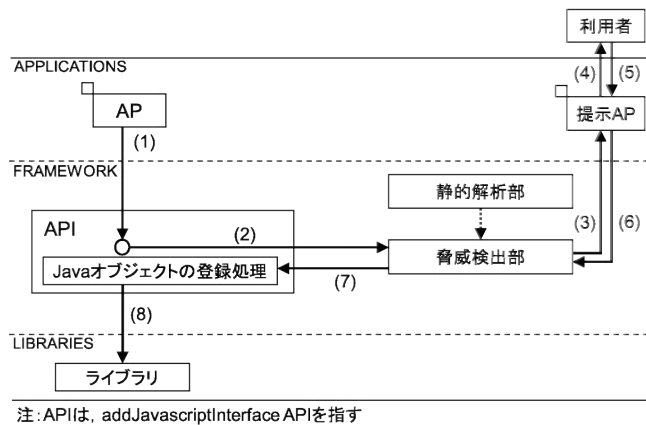 利用者
APPLICATIONS
(4)
(5)
AP
提示AP
(1)
FRAMEWORK
静的解析部
API
(2)
(3)
(6)
脅威検出部
Javaオブジェクトの登録処理
(7)
(8)
LIBRARIES
ライブラリ
注：APIは，addJavascriptInterface APIを指す